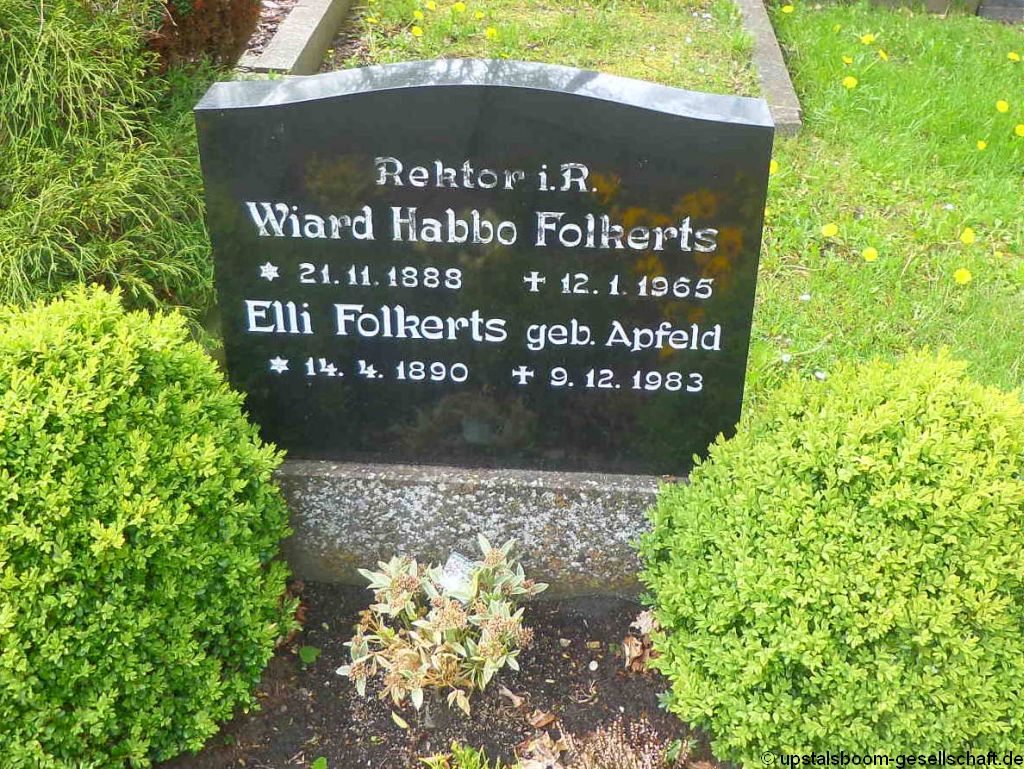 Rektor i.R.
Wiard Habbo Folkerts
* 21.11.1888 ✝ 12.1.1965
Elli Folkerts geb. Apfeld
* 14.4.1890 ✝ 9.12.1983
© upstalsboom-gesellschaft.de